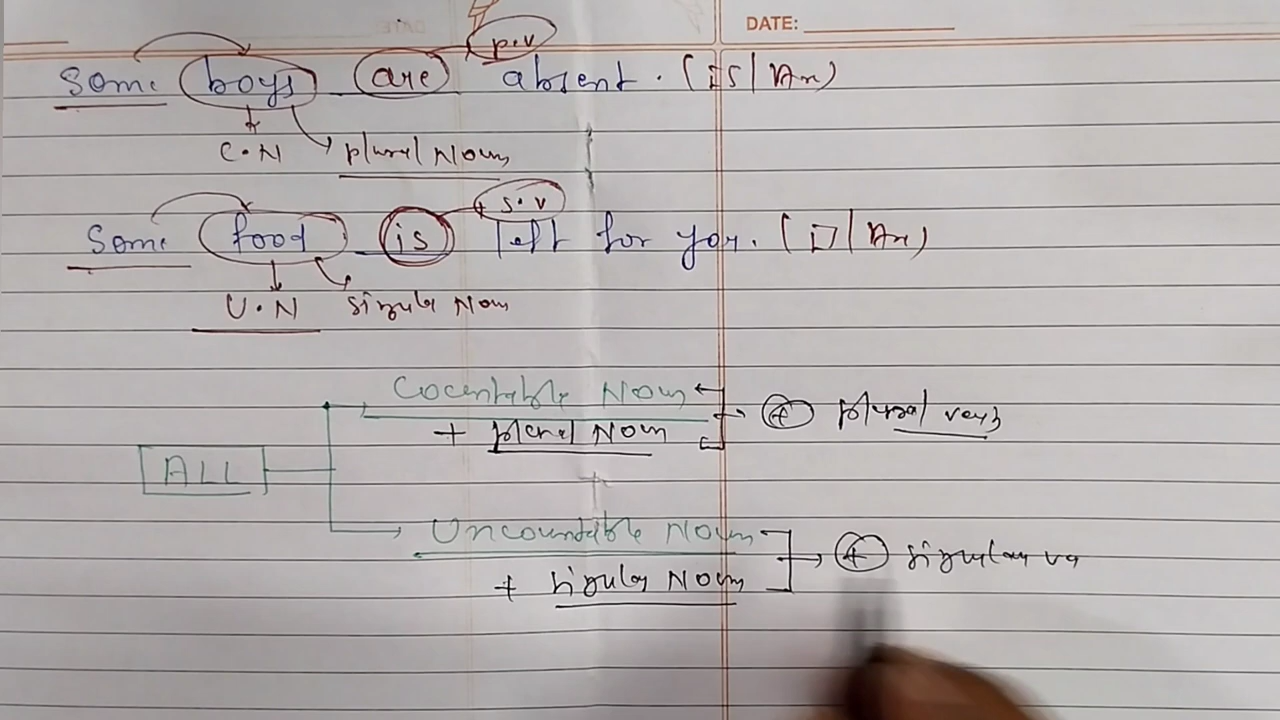 DATE:
p.v
Some boys are absent. (is/Are)
C.N plural Noun
s.v
Some food is left for you. (is/Are)
U.N Singular Noun
Countable Noun
+ plural Noun + plural verb
ALL
+
Uncountable Noun
+ Singular Noun + singular ve